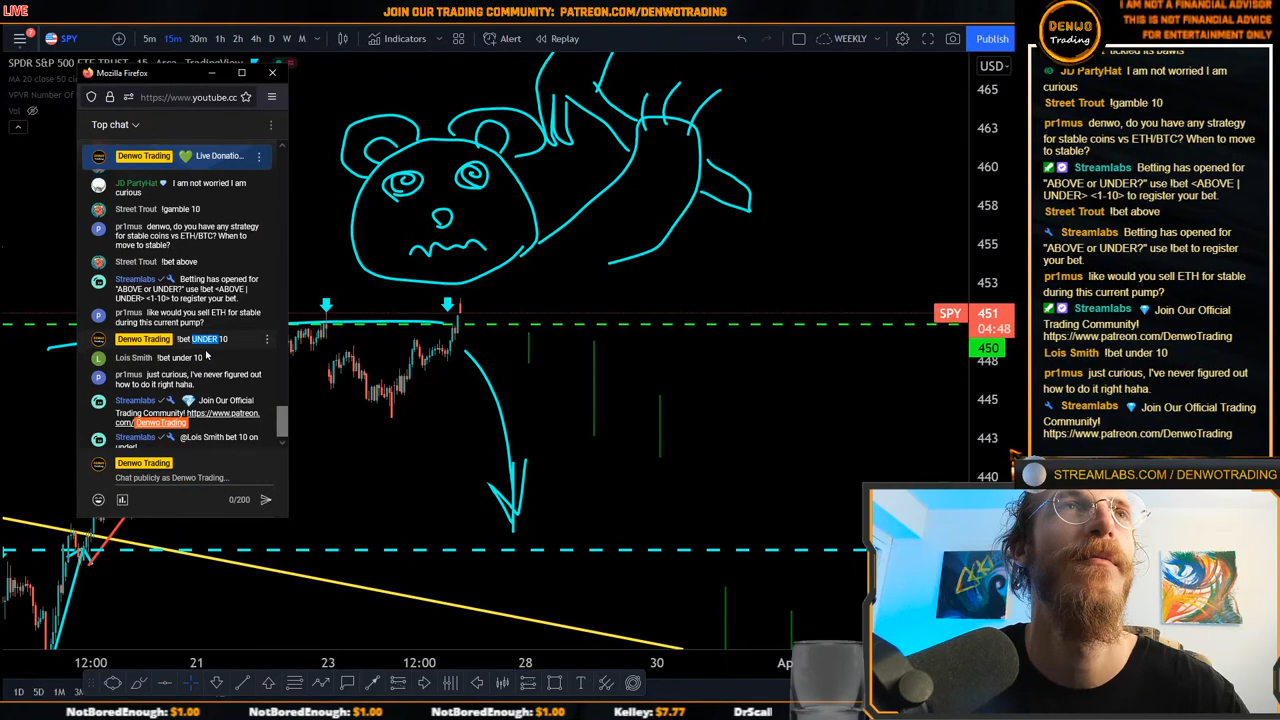 LIVE
JOIN OUR TRADING COMMUNITY: PATREON.COM/DENWOTRADING
7
SPY
5m 15m 30m 1h 2h 4h D W M
Indicators
Alert
Replay
WEEKLY
Publish
SPDR S&P 500 ETF TRUST
MA 20 close 50 c
VPVR Number Of
Vol
Mozilla Firefox
https://www.youtube.cc
Top chat
Denwo Trading 💚 Live Donatio...
JD PartyHat I am not worried I am
curious
Street Trout !gamble 10
pr1mus denwo, do you have any strategy
for stable coins vs ETH/BTC? When to
move to stable?
Street Trout !bet above
Streamlabs Betting has opened for
"ABOVE or UNDER?" use !bet <ABOVE |
UNDER> <1-10> to register your bet.
pr1mus like would you sell ETH for stable
during this current pump?
Denwo Trading !bet UNDER 10
Lois Smith !bet under 10
pr1mus just curious, I've never figured out
how to do it right haha.
Streamlabs 💎 Join Our Official
Trading Community! https://www.patreon.
com/DenwoTrading
Streamlabs @Lois Smith bet 10 on
under!
Denwo Trading
Chat publicly as Denwo Trading...
0/200
USD
465
463
460
458
455
453
SPY 451
04:48
450
448
445
443
440
12:00 21 23 12:00 28 30 Ap
1D 5D 1M 3M
DENWO
Trading
I AM NOT A FINANCIAL ADVISOR
THIS IS NOT FINANCIAL ADVICE
FOR ENTERTAINMENT ONLY
JD PartyHat I am not worried I am
curious
Street Trout !gamble 10
pr1mus denwo, do you have any strategy
for stable coins vs ETH/BTC? When to move
to stable?
Streamlabs Betting has opened for
"ABOVE or UNDER?" use !bet <ABOVE |
UNDER> <1-10> to register your bet.
Street Trout !bet above
Streamlabs Betting has opened for
"ABOVE or UNDER?" use !bet to register
your bet.
pr1mus like would you sell ETH for stable
during this current pump?
Streamlabs 💎 Join Our Official
Trading Community!
https://www.patreon.com/DenwoTrading
Lois Smith !bet under 10
pr1mus just curious, I've never figured out
how to do it right haha.
Streamlabs 💎 Join Our Official Trading
Community!
https://www.patreon.com/DenwoTrading
STREAMLABS.COM / DENWOTRADING
NotBoredEnough: $1.00 NotBoredEnough: $1.00 NotBoredEnough: $1.00 Kelley: $7.77 DrScall